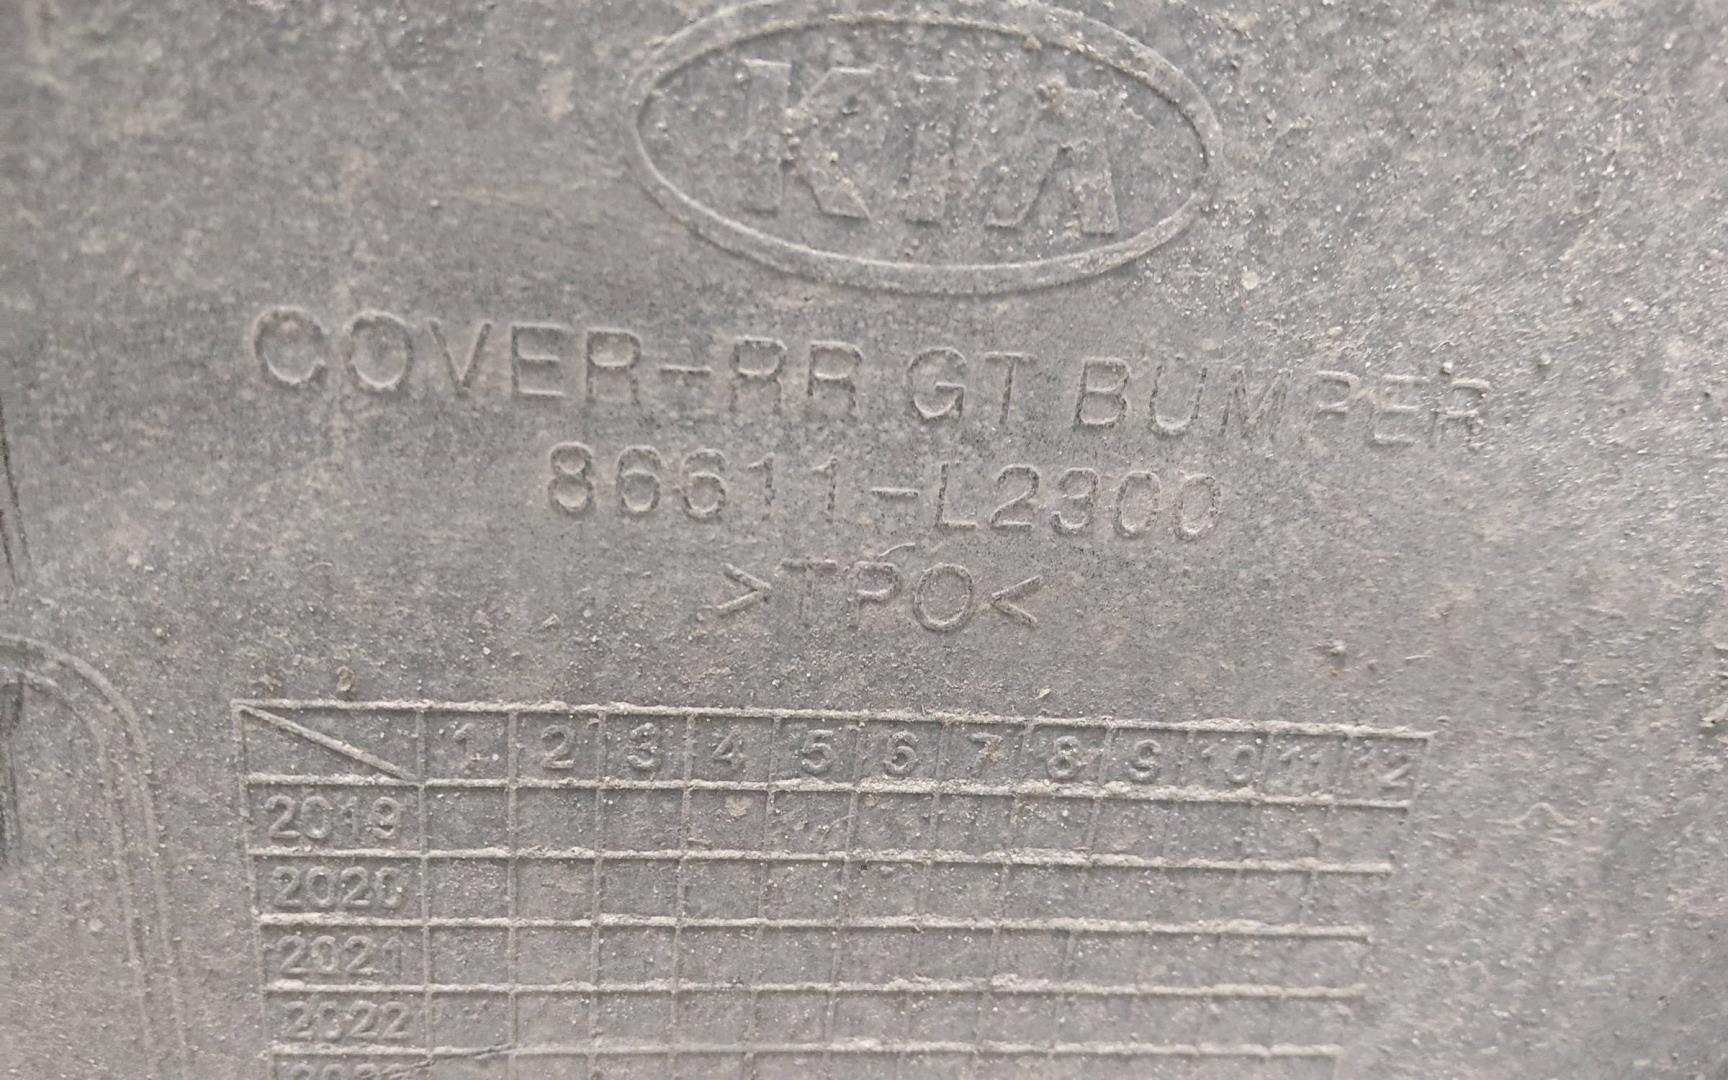 KIA
COVER-RR GT BUMPER
86611-L2300
>TPO<
1 2 3 4 5 6 7 8 9 10 11 12
2019
2020
2021
2022